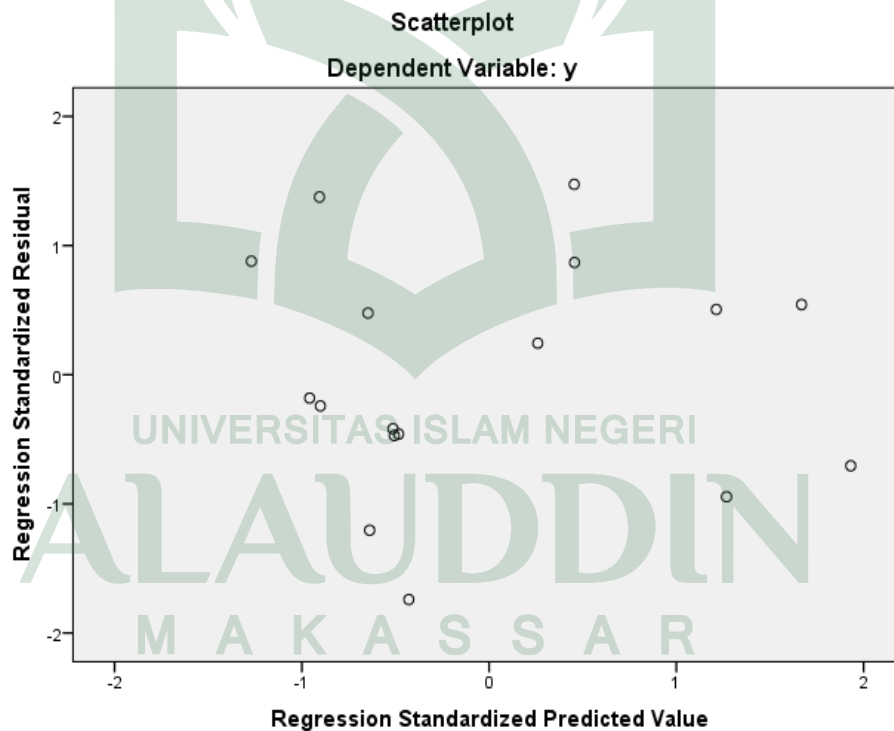 Scatterplot
Dependent Variable: y
Regression Standardized Residual
2
1
0
-1
-2
UNIVERSITAS ISLAM NEGERI
ALAUDDIN
MAKASSAR
-2 -1 0 1 2
Regression Standardized Predicted Value